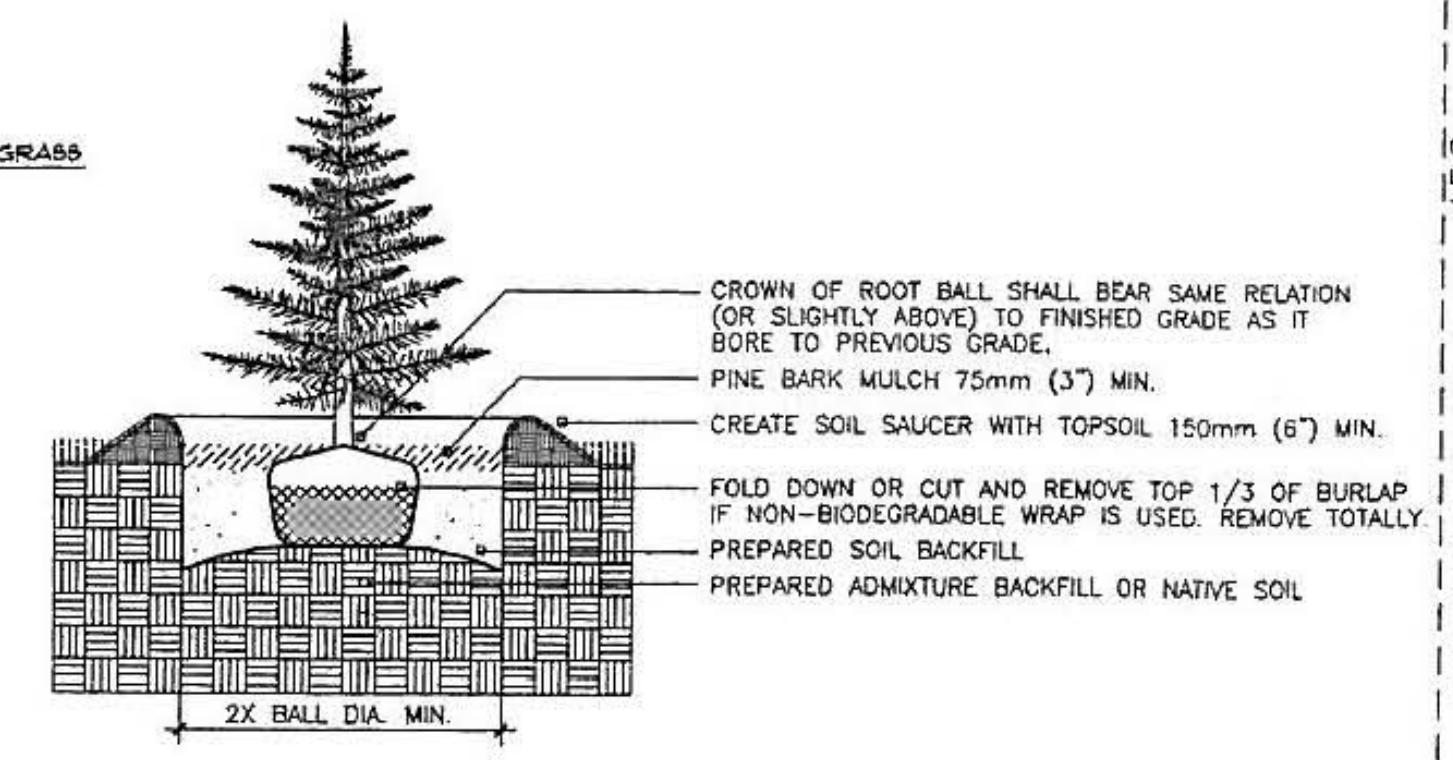 GRASS
CROWN OF ROOT BALL SHALL BEAR SAME RELATION
(OR SLIGHTLY ABOVE) TO FINISHED GRADE AS IT
BORE TO PREVIOUS GRADE.
PINE BARK MULCH 75mm (3") MIN.
CREATE SOIL SAUCER WITH TOPSOIL 150mm (6") MIN.
FOLD DOWN OR CUT AND REMOVE TOP 1/3 OF BURLAP
IF NON-BIODEGRADABLE WRAP IS USED. REMOVE TOTALLY.
PREPARED SOIL BACKFILL
PREPARED ADMIXTURE BACKFILL OR NATIVE SOIL
2X BALL DIA. MIN.